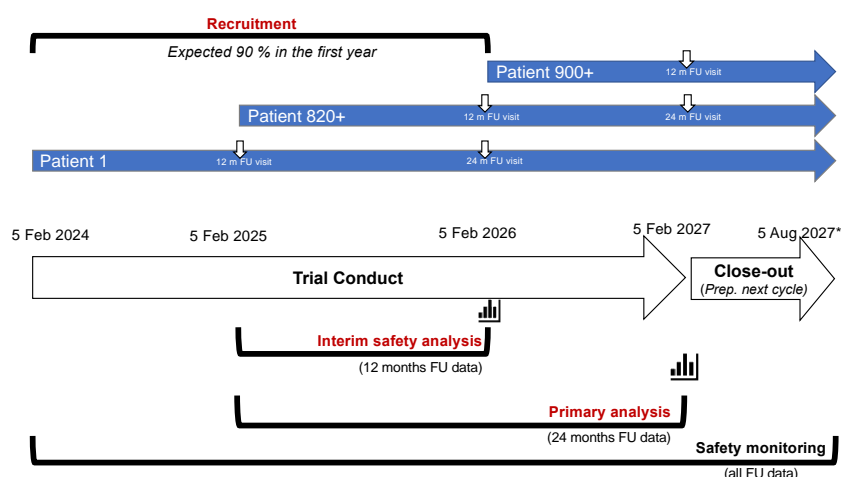 Recruitment
Expected 90 % in the first year
Patient 900+
12 m FU visit
Patient 820+
12 m FU visit
24 m FU visit
Patient 1
12 m FU visit
24 m FU visit
5 Feb 2024
5 Feb 2025
5 Feb 2026
5 Feb 2027
5 Aug 2027*
Trial Conduct
Close-out
(Prep. next cycle)
Interim safety analysis
(12 months FU data)
Primary analysis
(24 months FU data)
Safety monitoring
(all FU data)